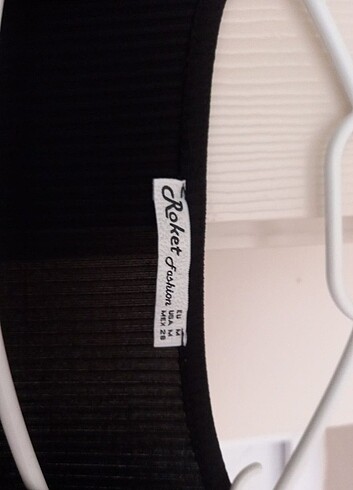 Roket fashion
EU M
USA M
MEX 28